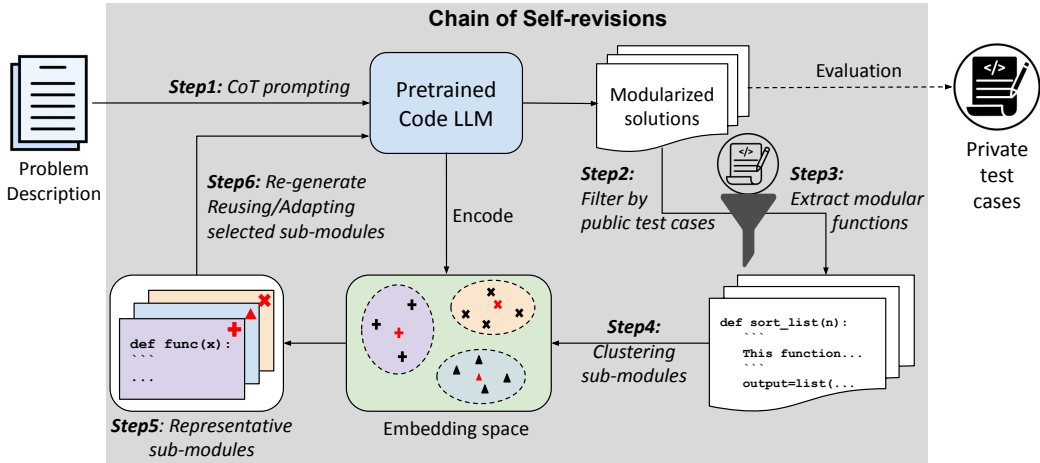 Chain of Self-revisions
Problem
Description
Step1: CoT prompting
Pretrained
Code LLM
Modularized
solutions
Evaluation
</>
Private
test
cases
Step2:
Filter by
public test cases
</>
Step3:
Extract modular
functions
def sort_list(n):
```
This function...
```
output=list(...
Step4:
Clustering
sub-modules
Encode
Embedding space
def func(x):
```
...
Step5: Representative
sub-modules
Step6: Re-generate
Reusing/Adapting
selected sub-modules